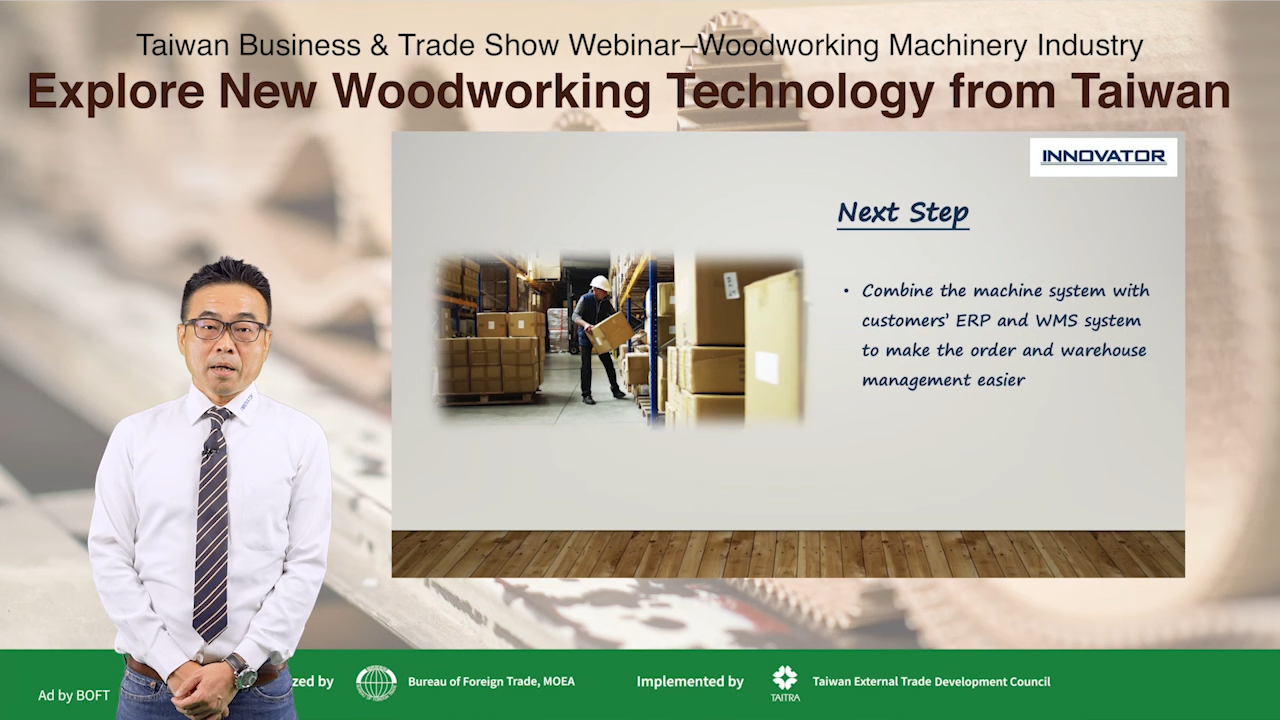 Taiwan Business & Trade Show Webinar–Woodworking Machinery Industry
Explore New Woodworking Technology from Taiwan
INNOVATOR
Next Step
• Combine the machine system with
customers’ ERP and WMS system
to make the order and warehouse
management easier
INNOVATOR
Ad by BOFT
zed by
Bureau of Foreign Trade, MOEA
Implemented by
TAITRA
Taiwan External Trade Development Council